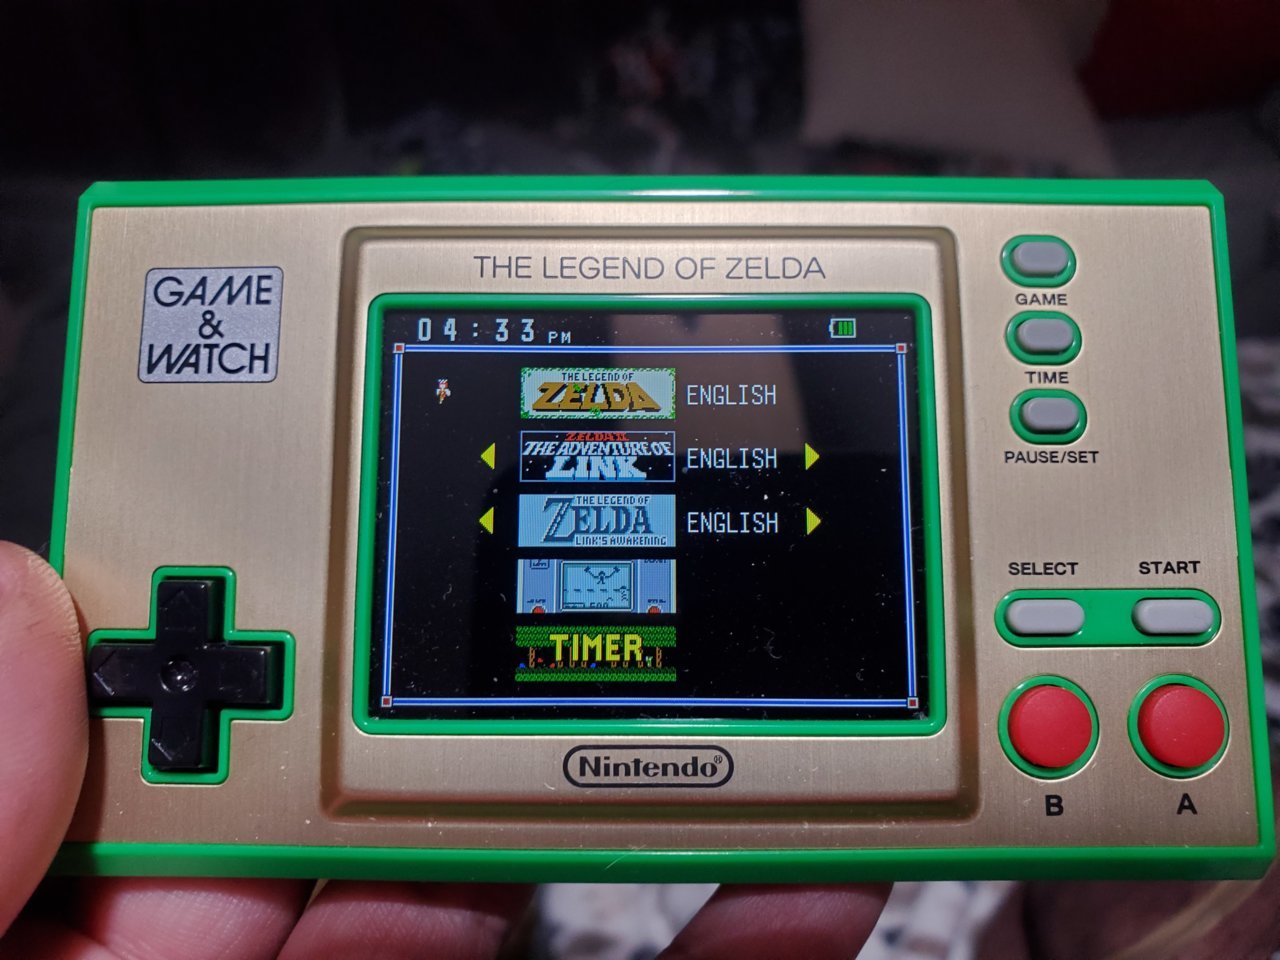 GAME
&
WATCH
THE LEGEND OF ZELDA
04:33 PM
THE LEGEND OF
ZELDA
ENGLISH
ZELDA II
THE ADVENTURE OF
LINK
ENGLISH
THE LEGEND OF
ZELDA
LINK'S AWAKENING
ENGLISH
TIMER
Nintendo®
GAME
TIME
PAUSE/SET
SELECT
START
B
A